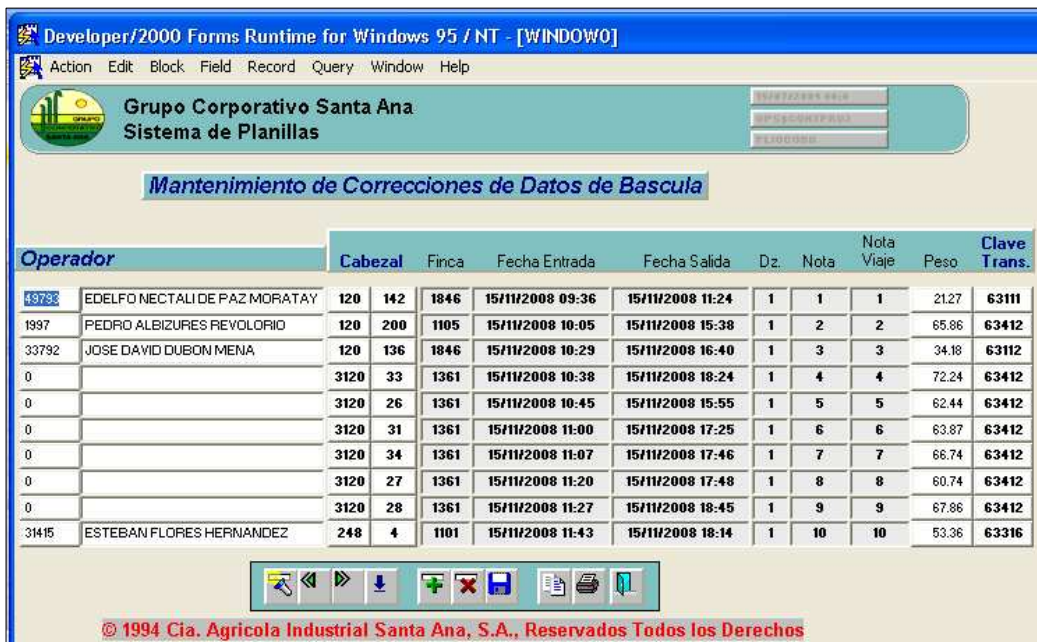 Developer/2000 Forms Runtime for Windows 95 / NT - [WINDOW0]
Action Edit Block Field Record Query Window Help
Grupo Corporativo Santa Ana
Sistema de Planillas
GRUPO
CORPORATIVO
SANTA ANA
Mantenimiento de Correcciones de Datos de Bascula
Operador Cabezal Finca Fecha Entrada Fecha Salida Dz. Nota Nota Viaje Peso Clave Trans.
49793 EDELFO NECTALI DE PAZ MORATAY 120 142 1846 15/11/2008 09:36 15/11/2008 11:24 1 1 1 21.27 63111
1997 PEDRO ALBIZURES REVOLORIO 120 200 1105 15/11/2008 10:05 15/11/2008 15:38 1 2 2 65.86 63412
33792 JOSE DAVID DUBON MENA 120 136 1846 15/11/2008 10:29 15/11/2008 16:40 1 3 3 34.18 63112
0 3120 33 1361 15/11/2008 10:38 15/11/2008 18:24 1 4 4 72.24 63412
0 3120 26 1361 15/11/2008 10:45 15/11/2008 15:55 1 5 5 62.44 63412
0 3120 31 1361 15/11/2008 11:00 15/11/2008 17:25 1 6 6 63.87 63412
0 3120 34 1361 15/11/2008 11:07 15/11/2008 17:46 1 7 7 66.74 63412
0 3120 27 1361 15/11/2008 11:20 15/11/2008 17:48 1 8 8 60.74 63412
0 3120 28 1361 15/11/2008 11:27 15/11/2008 18:45 1 9 9 67.86 63412
31415 ESTEBAN FLORES HERNANDEZ 248 4 1101 15/11/2008 11:43 15/11/2008 18:14 1 10 10 53.36 63316
© 1994 Cia. Agricola Industrial Santa Ana, S.A., Reservados Todos los Derechos